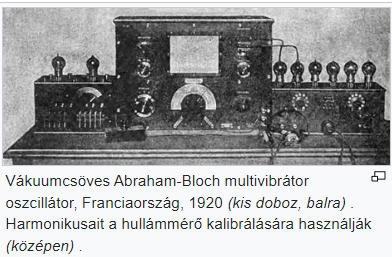 Vákuumcsöves Abraham-Bloch multivibrátor
oszcillátor, Franciaország, 1920 (kis doboz, balra) .
Harmonikusait a hullámmérő kalibrálására használják
(középen) .